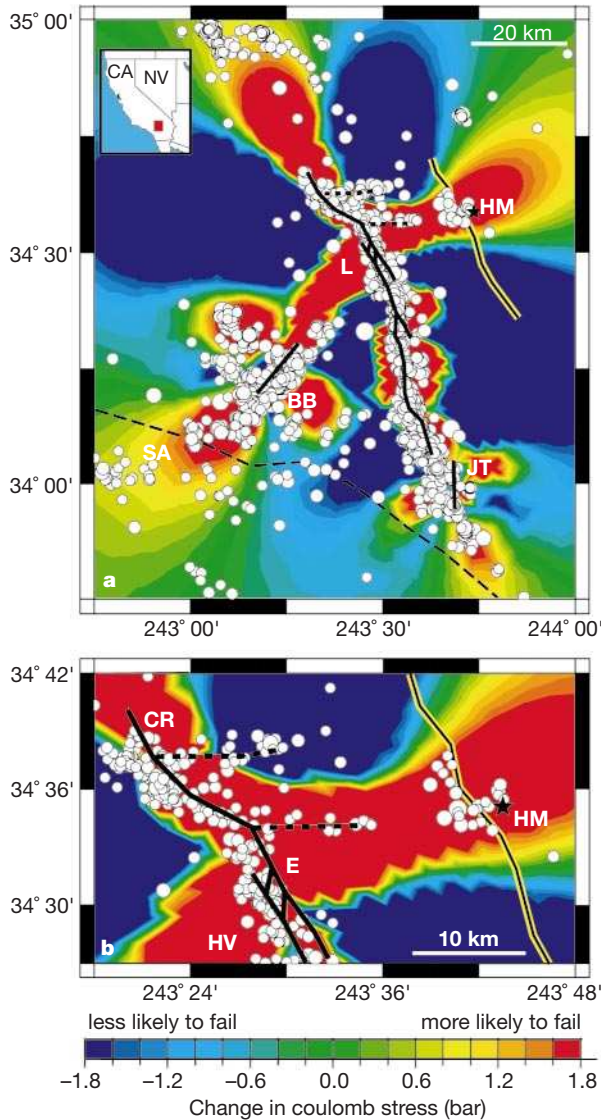 35° 00'
20 km
CA NV
HM
34° 30'
L
BB
SA
JT
34° 00'
a
243° 00' 243° 30' 244° 00'
34° 42'
CR
34° 36'
HM
E
34° 30'
HV
b
10 km
243° 24' 243° 36' 243° 48'
less likely to fail more likely to fail
−1.8 −1.2 −0.6 0.0 0.6 1.2 1.8
Change in coulomb stress (bar)